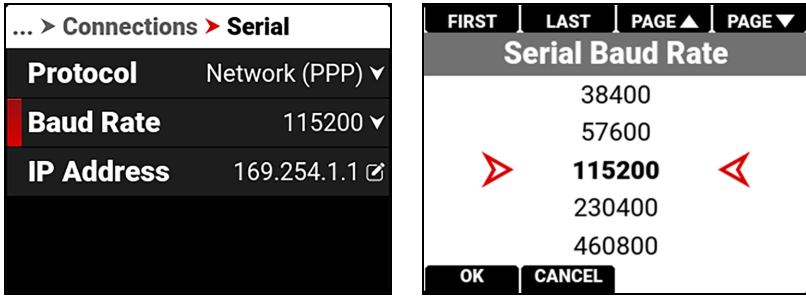 ... > Connections > Serial
Protocol Network (PPP)
Baud Rate 115200
IP Address 169.254.1.1
FIRST LAST PAGE▲ PAGE▼
Serial Baud Rate
38400
57600
115200
230400
460800
OK CANCEL